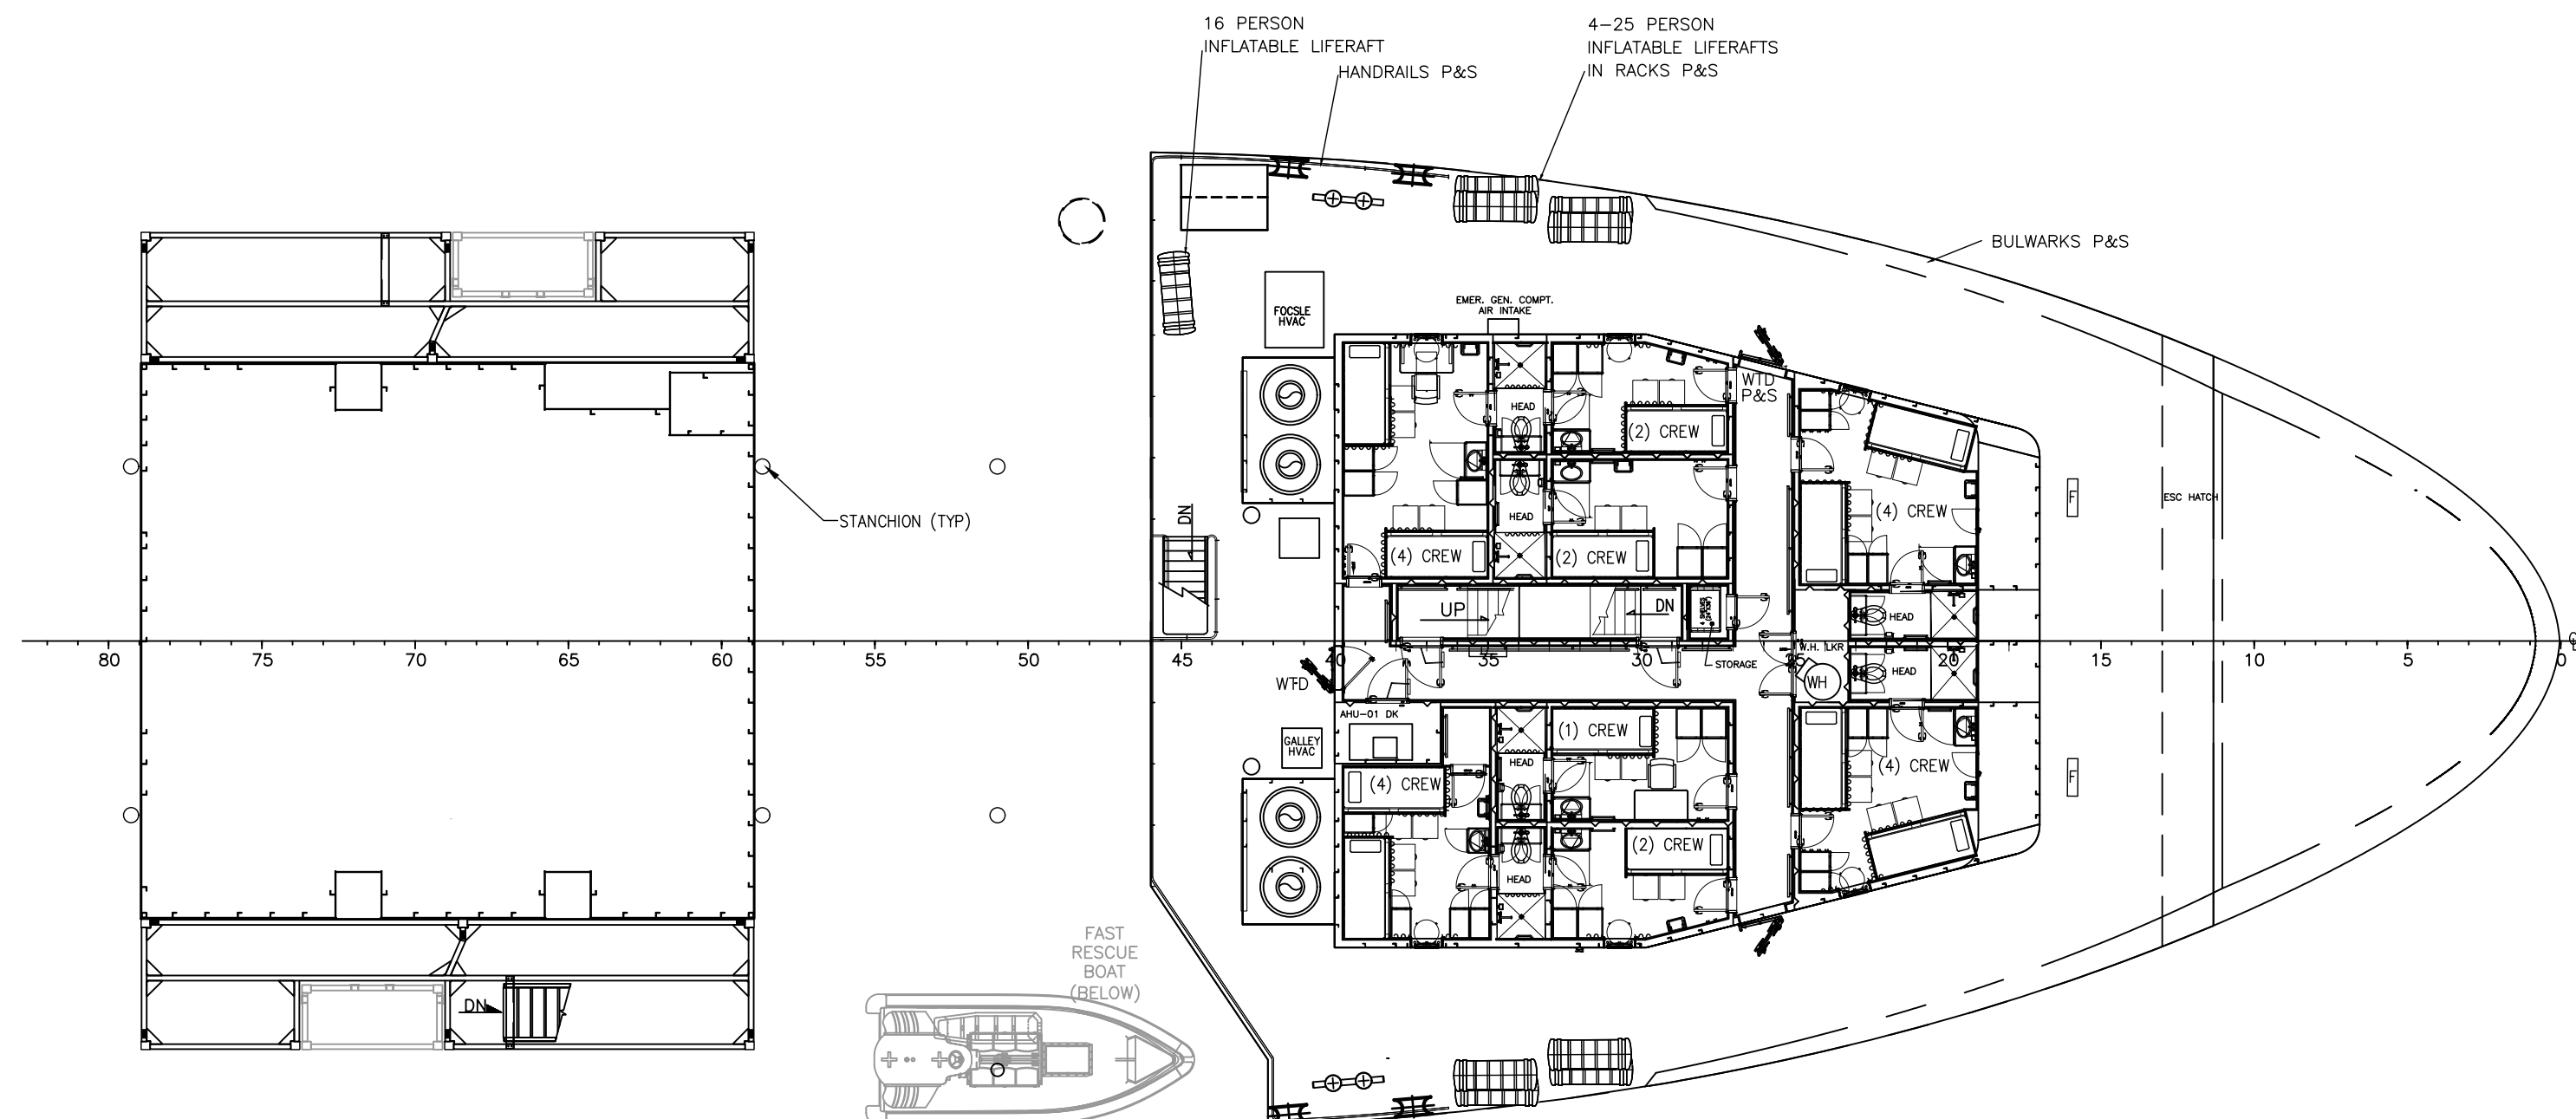 16 PERSON
INFLATABLE LIFERAFT
HANDRAILS P&S
4-25 PERSON
INFLATABLE LIFERAFTS
IN RACKS P&S
BULWARKS P&S
EMER. GEN. COMPT.
AIR INTAKE
FOCSLE
HVAC
WTD
P&S
HEAD
(2) CREW
HEAD
(4) CREW
(2) CREW
(4) CREW
F
ESC HATCH
STANCHION (TYP)
DN
UP
DN
HEAD
80
75
70
65
60
55
50
45
40
35
30
25
20
15
10
5
0
STORAGE
W.H. LKR
HEAD
WH
WTD
AHU-01 DK
GALLEY
HVAC
(1) CREW
HEAD
(4) CREW
(4) CREW
F
(2) CREW
HEAD
FAST
RESCUE
BOAT
(BELOW)
DN